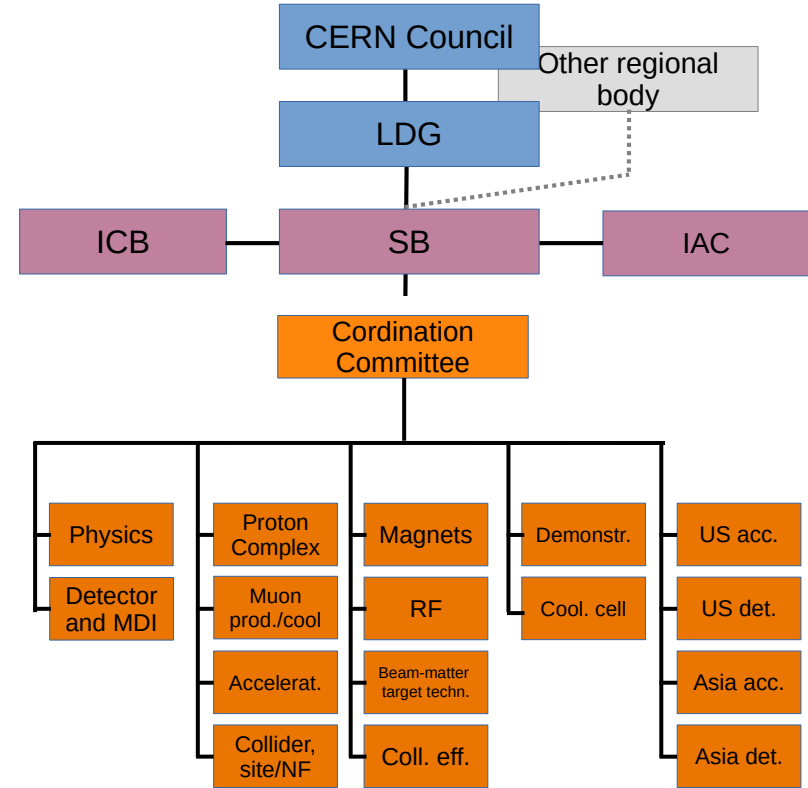 CERN Council
Other regional
body
LDG
ICB
SB
IAC
Cordination
Committee
Physics
Detector
and MDI
Proton
Complex
Muon
prod./cool
Accelerat.
Collider,
site/NF
Magnets
RF
Beam-matter
target techn.
Coll. eff.
Demonstr.
Cool. cell
US acc.
US det.
Asia acc.
Asia det.